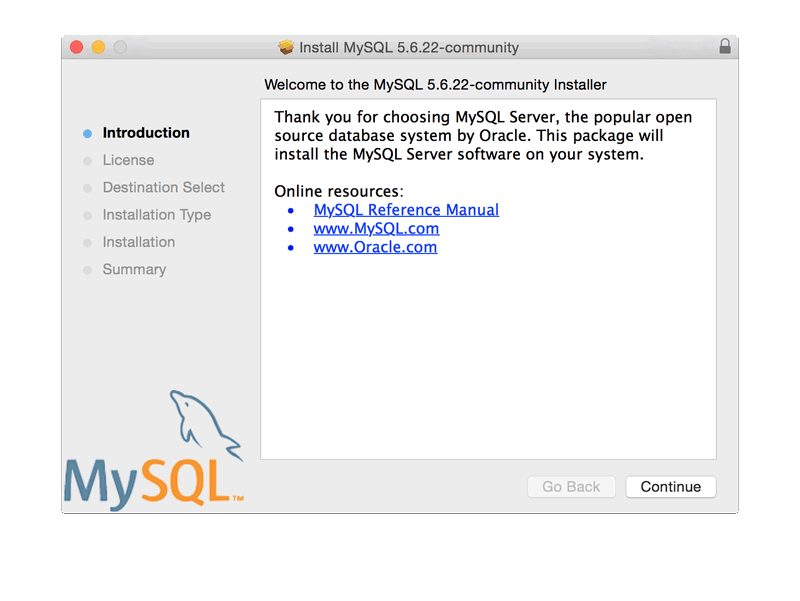 Install MySQL 5.6.22-community
Welcome to the MySQL 5.6.22-community Installer
Introduction
License
Destination Select
Installation Type
Installation
Summary
Thank you for choosing MySQL Server, the popular open
source database system by Oracle. This package will
install the MySQL Server software on your system.
Online resources:
• MySQL Reference Manual
• www.MySQL.com
• www.Oracle.com
MySQL™
Go Back
Continue